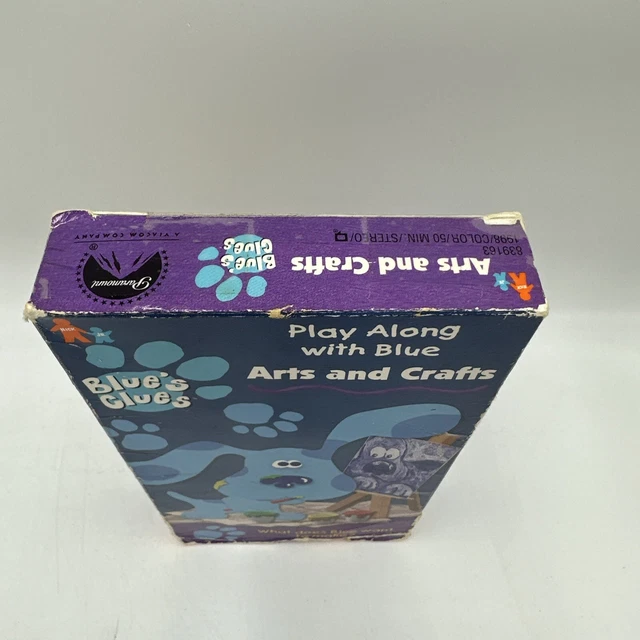 839163
1998/COLOR/50 MIN./STEREO/
Arts and Crafts
Blue's
Clues
Paramount
®
A VIACOM COMPANY
Play Along
with Blue
Arts and Crafts
Blue's
Clues